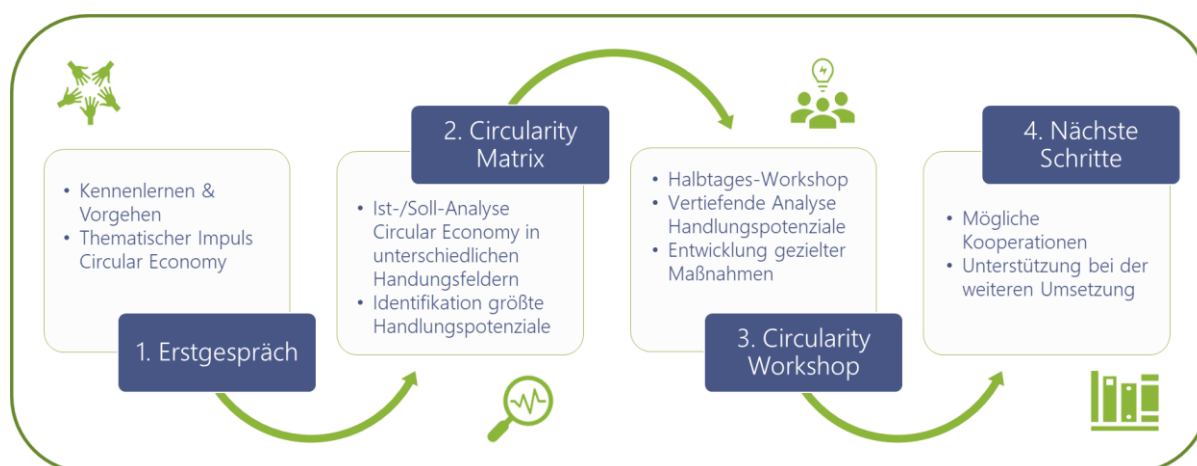 • Kennenlernen &
Vorgehen
• Thematischer Impuls
Circular Economy
1. Erstgespräch
2. Circularity
Matrix
• Ist-/Soll-Analyse
Circular Economy in
unterschiedlichen
Handungsfeldern
• Identifikation größte
Handlungspotenziale
• Halbtages-Workshop
• Vertiefende Analyse
Handlungspotenziale
• Entwicklung gezielter
Maßnahmen
3. Circularity
Workshop
4. Nächste
Schritte
• Mögliche
Kooperationen
• Unterstützung bei der
weiteren Umsetzung